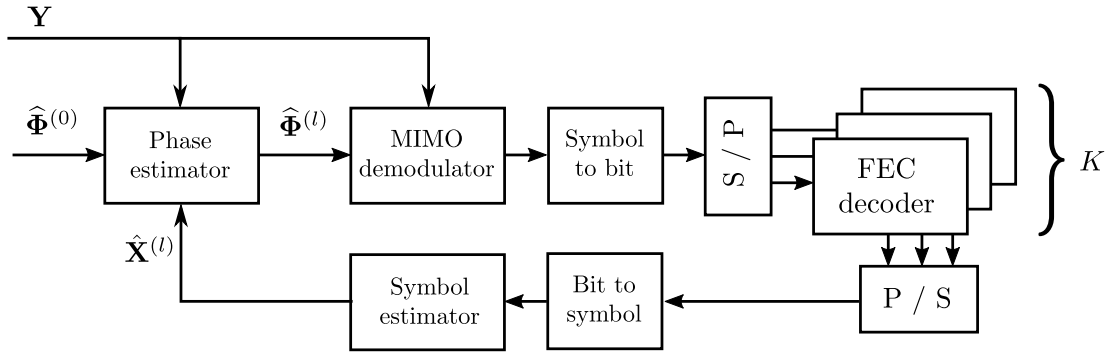 Y
Φ̂⁽⁰⁾
Phase
estimator
Φ̂⁽ˡ⁾
MIMO
demodulator
Symbol
to bit
S / P
FEC
decoder
K
X̂⁽ˡ⁾
Symbol
estimator
Bit to
symbol
P / S